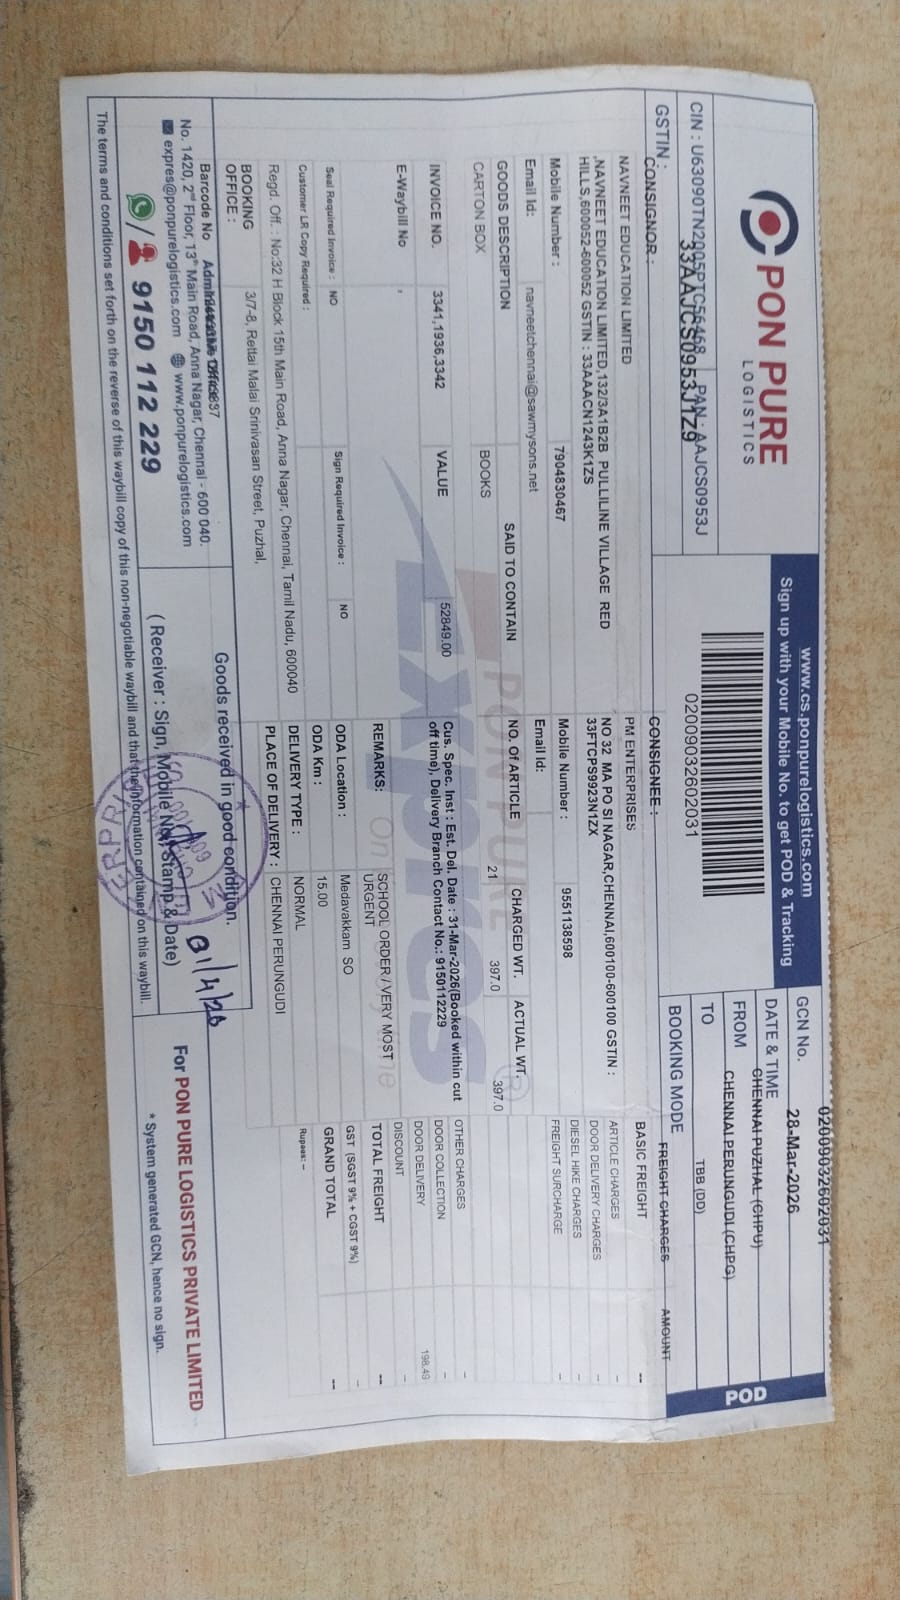 PON PURE
LOGISTICS
www.cs.ponpurelogistics.com
Sign up with your Mobile No. to get POD & Tracking
02009032602031
GCN No. 02009032602031
DATE & TIME 28-Mar-2026
FROM CHENNAI PUZHAL (CHPU)
TO CHENNAI PERUNGUDI (CHPG)
BOOKING MODE TBB (DD)
POD
CIN : U63090TN2005PTC56468 PAN : AAJCS0953J
GSTIN : 33AAJCS0953J1Z9
CONSIGNOR :
NAVNEET EDUCATION LIMITED
,NAVNEET EDUCATION LIMITED,132/3A1B2B PULLILINE VILLAGE RED
HILLS,600052-600052 GSTIN : 33AAACN1243K1ZS
Mobile Number : 7904830467
Email Id: navneetchennai@sawmysons.net
CONSIGNEE :
PM ENTERPRISES
NO 32 MA PO SI NAGAR,CHENNAI,600100-600100 GSTIN :
33FTCPS9923N1ZX
Mobile Number : 9551138598
Email Id:
GOODS DESCRIPTION SAID TO CONTAIN NO. Of ARTICLE CHARGED WT. ACTUAL WT.
CARTON BOX BOOKS 21 397.0 397.0
INVOICE NO. 3341,1936,3342 VALUE 52849.00
E-Waybill No ,
Seal Required Invoice : NO Sign Required Invoice : NO
Customer LR Copy Required :
Regd. Off. : No:32 H Block 15th Main Road, Anna Nagar, Chennai, Tamil Nadu, 600040
BOOKING OFFICE : 3/7-8, Rettai Malai Srinivasan Street, Puzhal,
PON PURE
Express
On Time
Cus. Spec. Inst : Est. Del. Date : 31-Mar-2026(Booked within cut
off time), Delivery Branch Contact No.: 9150112229
REMARKS: SCHOOL ORDER / VERY MOST
URGENT
ODA Location : Medavakkam SO
ODA Km : 15.00
DELIVERY TYPE : NORMAL
PLACE OF DELIVERY : CHENNAI PERUNGUDI
FREIGHT CHARGES AMOUNT
BASIC FREIGHT --
ARTICLE CHARGES -
DOOR DELIVERY CHARGES -
DIESEL HIKE CHARGES -
FREIGHT SURCHARGE -
OTHER CHARGES -
DOOR COLLECTION -
DOOR DELIVERY 198.49
DISCOUNT -
TOTAL FREIGHT --
GST (SGST 9% + CGST 9%) -
GRAND TOTAL --
Rupees: --
Barcode No Administrative Office
No. 1420, 2nd Floor, 13th Main Road, Anna Nagar, Chennai - 600 040.
expres@ponpurelogistics.com www.ponpurelogistics.com
/ 9150 112 229
Goods received in good condition.
01/4/26
( Receiver : Sign, Mobile No, Stamp & Date)
For PON PURE LOGISTICS PRIVATE LIMITED
* System generated GCN, hence no sign.
The terms and conditions set forth on the reverse of this waybill copy of this non-negotiable waybill and that the information contained on this waybill.